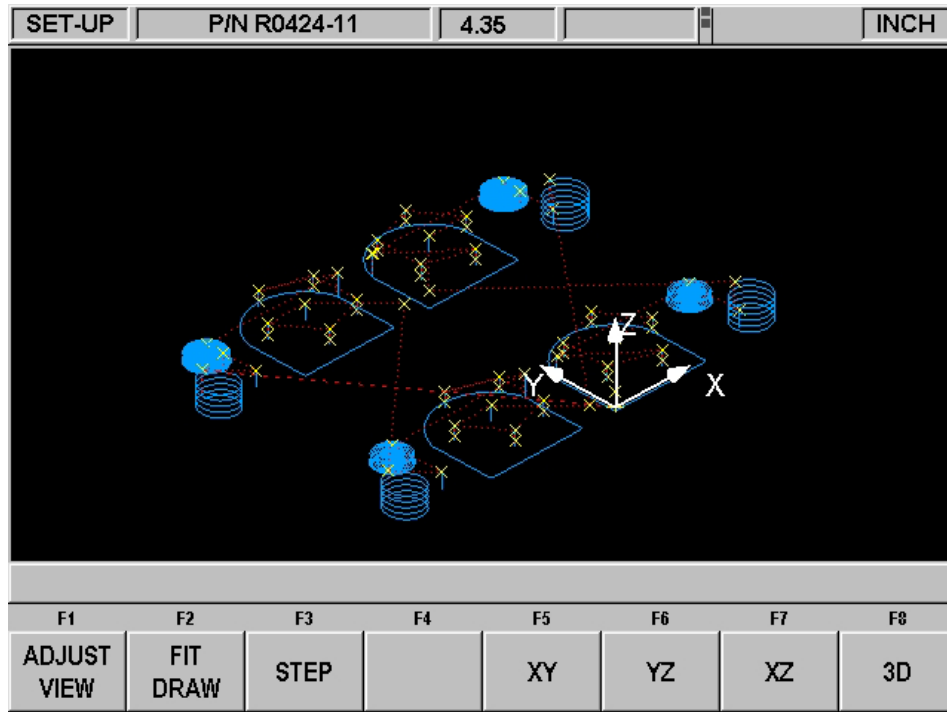 SET-UP P/N R0424-11 4.35 INCH
Z
Y X
F1 F2 F3 F4 F5 F6 F7 F8
ADJUST VIEW FIT DRAW STEP XY YZ XZ 3D